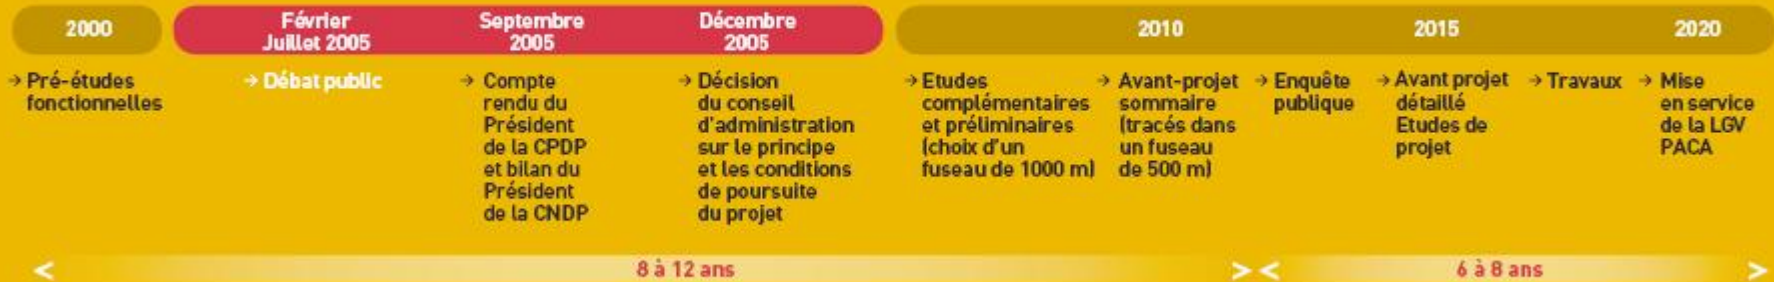 2000
Février
Juillet 2005
Septembre
2005
Décembre
2005
2010
2015
2020
→ Pré-études
fonctionnelles
→ Débat public
→ Compte
rendu du
Président
de la CPDP
et bilan du
Président
de la CNDP
→ Décision
du conseil
d'administration
sur le principe
et les conditions
de poursuite
du projet
→ Etudes
complémentaires
et préliminaires
(choix d'un
fuseau de 1000 m)
→ Avant-projet
sommaire
(tracés dans
un fuseau
de 500 m)
→ Enquête
publique
→ Avant projet
détaillé
Etudes de
projet
→ Travaux
→ Mise
en service
de la LGV
PACA
< 8 à 12 ans >
< 6 à 8 ans >